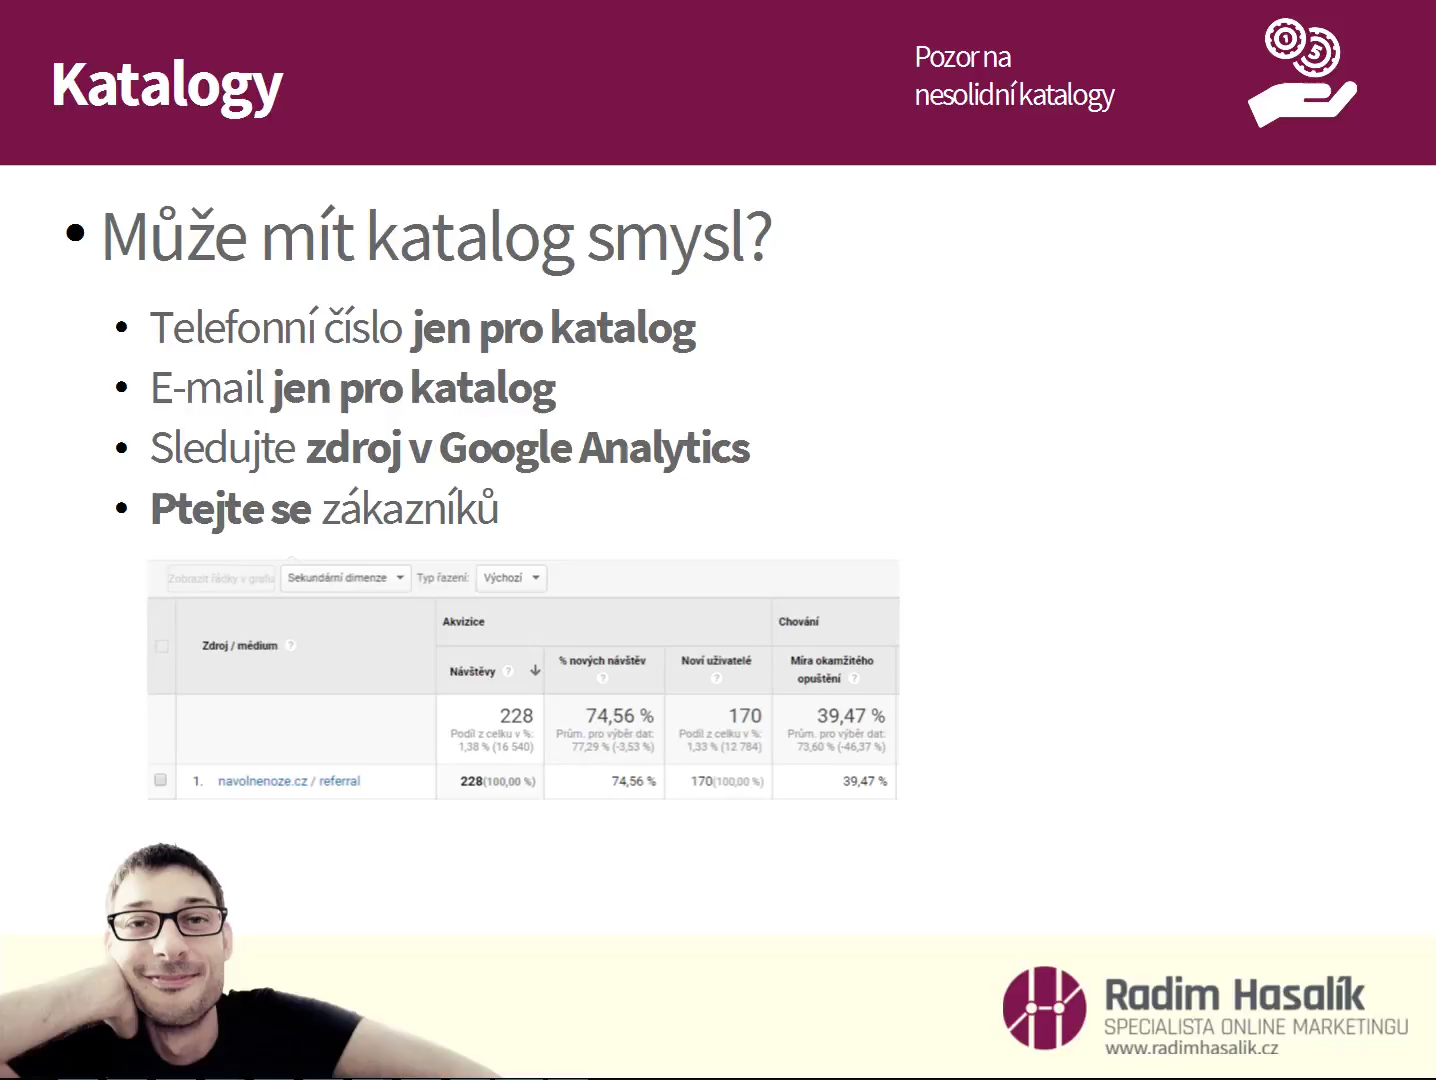 Katalogy
Pozor na
nesolidní katalogy
1
5
• Může mít katalog smysl?
• Telefonní číslo jen pro katalog
• E-mail jen pro katalog
• Sledujte zdroj v Google Analytics
• Ptejte se zákazníků
Zobrazit řádky v grafu Sekundární dimenze Typ řazení: Výchozí
Akvizice Chování
Zdroj / médium ? Návštěvy ? % nových návštěv ? Noví uživatelé ? Míra okamžitého opuštění ?
228 74,56 % 170 39,47 %
Podíl z celku v %: Prům. pro výběr dat: Podíl z celku v %: Prům. pro výběr dat:
1,38 % (16 540) 77,29 % (-3,53 %) 1,33 % (12 784) 73,60 % (-46,37 %)
1. navolnenoze.cz / referral 228(100,00 %) 74,56 % 170(100,00 %) 39,47 %
Radim Hasalík
SPECIALISTA ONLINE MARKETINGU
www.radimhasalik.cz